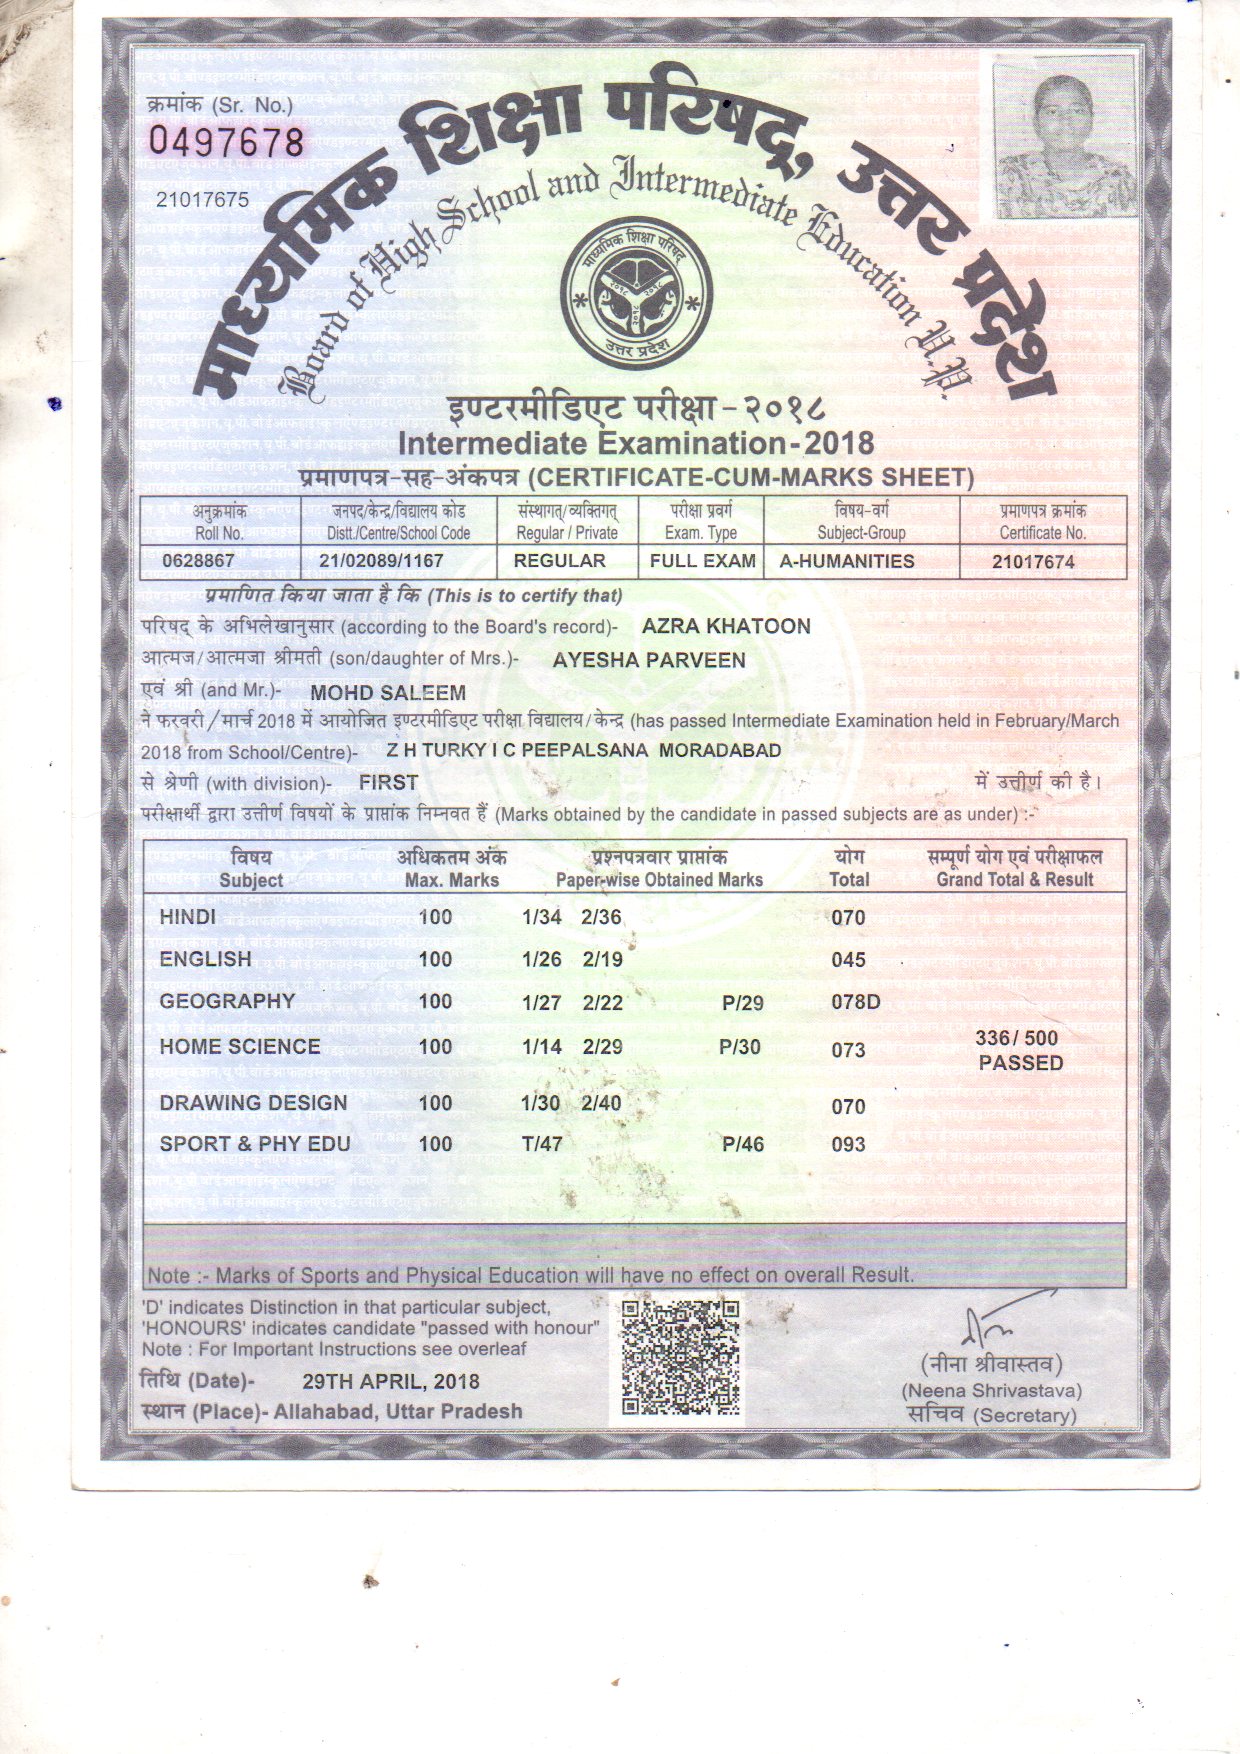 क्रमांक (Sr. No.)
0497678
21017675
माध्यमिक शिक्षा परिषद्, उत्तर प्रदेश
Board of High School and Intermediate Education U.P.
माध्यमिक शिक्षा परिषद्
२०१८ २०१८
२०१८
उत्तर प्रदेश
इण्टरमीडिएट परीक्षा - २०१८
Intermediate Examination - 2018
प्रमाणपत्र-सह-अंकपत्र (CERTIFICATE-CUM-MARKS SHEET)
अनुक्रमांक जनपद/केन्द्र/विद्यालय कोड संस्थागत्/व्यक्तिगत् परीक्षा प्रवर्ग विषय-वर्ग प्रमाणपत्र क्रमांक
Roll No. Distt./Centre/School Code Regular / Private Exam. Type Subject-Group Certificate No.
0628867 21/02089/1167 REGULAR FULL EXAM A-HUMANITIES 21017674
प्रमाणित किया जाता है कि (This is to certify that)
परिषद् के अभिलेखानुसार (according to the Board's record)- AZRA KHATOON
आत्मज/आत्मजा श्रीमती (son/daughter of Mrs.)- AYESHA PARVEEN
एवं श्री (and Mr.)- MOHD SALEEM
ने फरवरी/मार्च 2018 में आयोजित इण्टरमीडिएट परीक्षा विद्यालय/केन्द्र (has passed Intermediate Examination held in February/March
2018 from School/Centre)- Z H TURKY I C PEEPALSANA MORADABAD
से श्रेणी (with division)- FIRST में उत्तीर्ण की है।
परीक्षार्थी द्वारा उत्तीर्ण विषयों के प्राप्तांक निम्नवत हैं (Marks obtained by the candidate in passed subjects are as under) :-
विषय अधिकतम अंक प्रश्नपत्रवार प्राप्तांक योग सम्पूर्ण योग एवं परीक्षाफल
Subject Max. Marks Paper-wise Obtained Marks Total Grand Total & Result
HINDI 100 1/34 2/36 070
ENGLISH 100 1/26 2/19 045
GEOGRAPHY 100 1/27 2/22 P/29 078D
HOME SCIENCE 100 1/14 2/29 P/30 073 336/ 500
PASSED
DRAWING DESIGN 100 1/30 2/40 070
SPORT & PHY EDU 100 T/47 P/46 093
Note :- Marks of Sports and Physical Education will have no effect on overall Result.
'D' indicates Distinction in that particular subject,
'HONOURS' indicates candidate "passed with honour"
Note : For Important Instructions see overleaf
तिथि (Date)- 29TH APRIL, 2018
स्थान (Place)- Allahabad, Uttar Pradesh
(नीना श्रीवास्तव)
(Neena Shrivastava)
सचिव (Secretary)